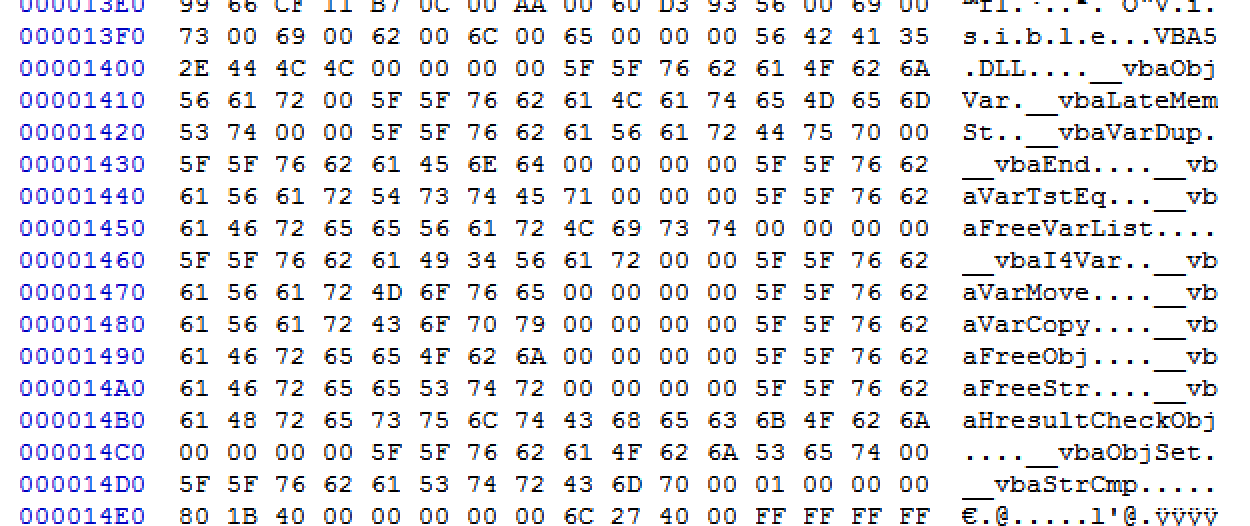 000013E0 99 66 CF 11 B7 0C 00 AA 00 60 D3 93 56 00 69 00 ™fÏ.·..ª.`Ó"V.i.
000013F0 73 00 69 00 62 00 6C 00 65 00 00 00 56 42 41 35 s.i.b.l.e...VBA5
00001400 2E 44 4C 4C 00 00 00 00 5F 5F 76 62 61 4F 62 6A .DLL....__vbaObj
00001410 56 61 72 00 5F 5F 76 62 61 4C 61 74 65 4D 65 6D Var.__vbaLateMem
00001420 53 74 00 00 5F 5F 76 62 61 56 61 72 44 75 70 00 St..__vbaVarDup.
00001430 5F 5F 76 62 61 45 6E 64 00 00 00 00 5F 5F 76 62 __vbaEnd....__vb
00001440 61 56 61 72 54 73 74 45 71 00 00 00 5F 5F 76 62 aVarTstEq...__vb
00001450 61 46 72 65 65 56 61 72 4C 69 73 74 00 00 00 00 aFreeVarList....
00001460 5F 5F 76 62 61 49 34 56 61 72 00 00 5F 5F 76 62 __vbaI4Var..__vb
00001470 61 56 61 72 4D 6F 76 65 00 00 00 00 5F 5F 76 62 aVarMove....__vb
00001480 61 56 61 72 43 6F 70 79 00 00 00 00 5F 5F 76 62 aVarCopy....__vb
00001490 61 46 72 65 65 4F 62 6A 00 00 00 00 5F 5F 76 62 aFreeObj....__vb
000014A0 61 46 72 65 65 53 74 72 00 00 00 00 5F 5F 76 62 aFreeStr....__vb
000014B0 61 48 72 65 73 75 6C 74 43 68 65 63 6B 4F 62 6A aHresultCheckObj
000014C0 00 00 00 00 5F 5F 76 62 61 4F 62 6A 53 65 74 00 ....__vbaObjSet.
000014D0 5F 5F 76 62 61 53 74 72 43 6D 70 00 01 00 00 00 __vbaStrCmp.....
000014E0 80 1B 40 00 00 00 00 00 6C 27 40 00 FF FF FF FF €.@.....l'@.ÿÿÿÿ